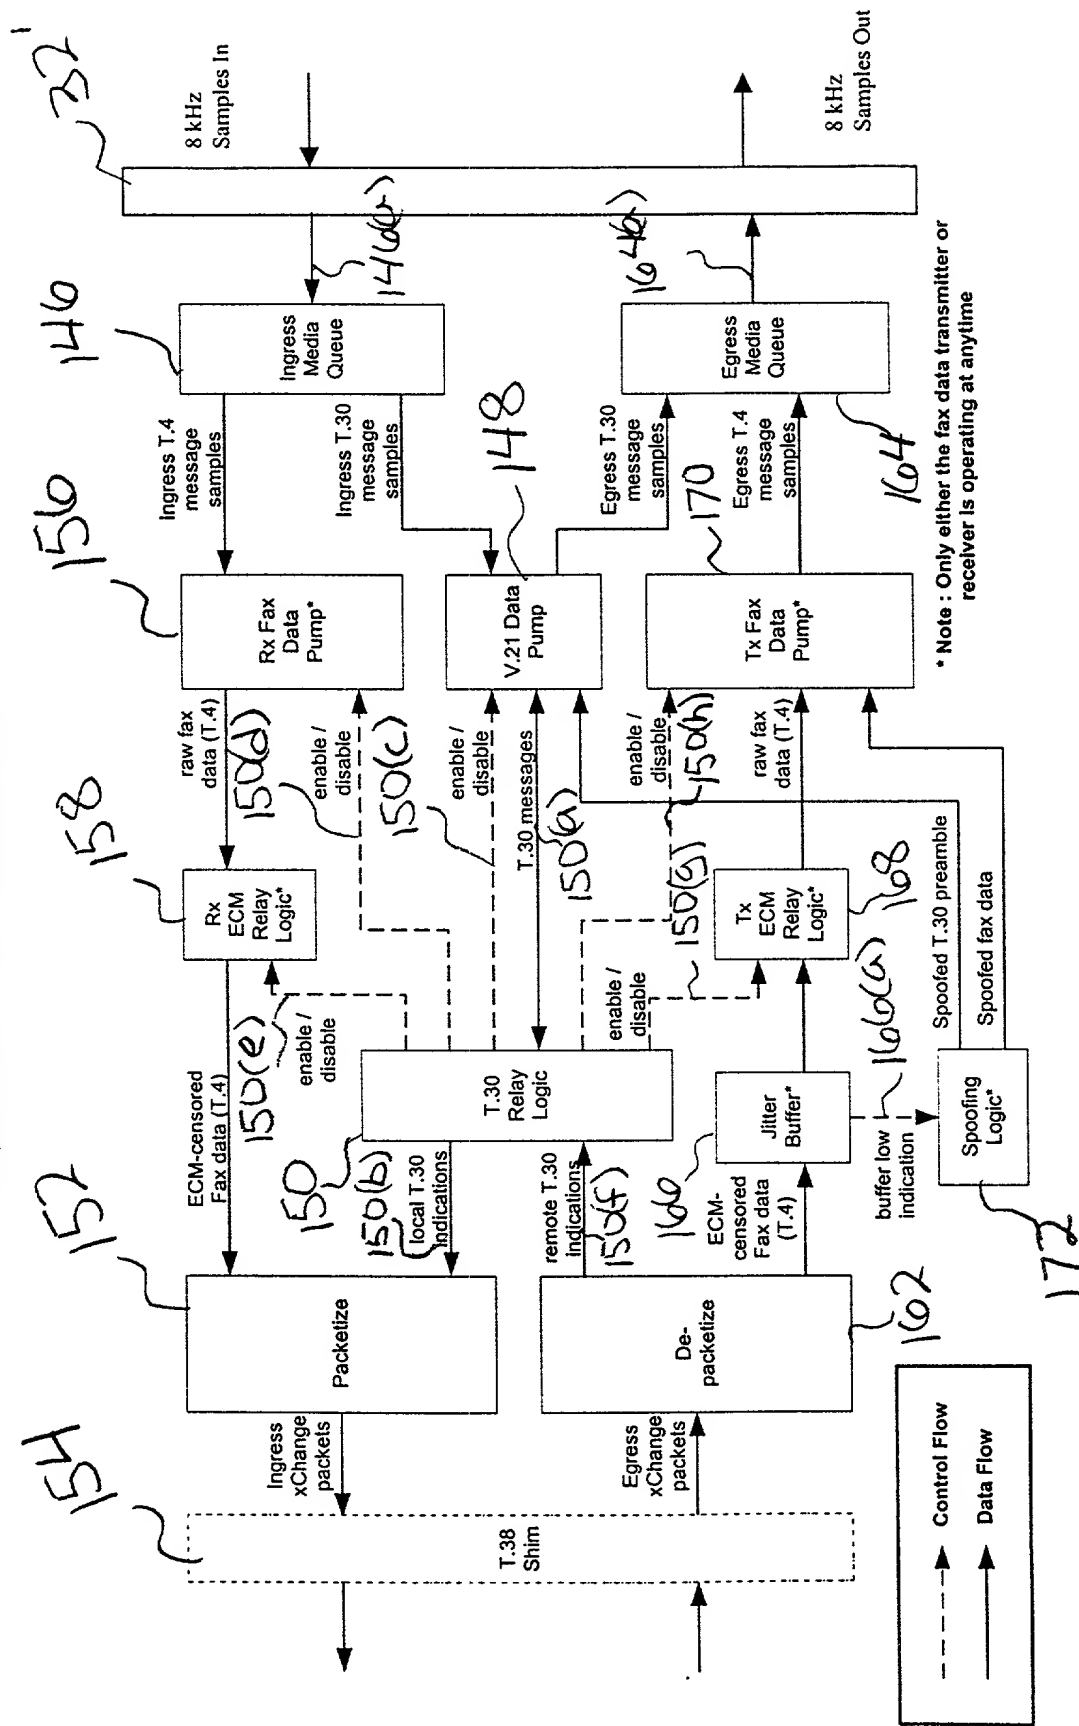 154
152
158
156
146
32'
8 kHz
Samples In
T.38
Shim
Ingress
xChange
packets
Packetize
ECM-censored
Fax data (T.4)
150(e)
enable /
disable
Rx
ECM
Relay
Logic*
raw fax
data (T.4)
150(d)
enable /
disable
Rx Fax
Data
Pump*
Ingress T.4
message
samples
Ingress T.30
message
samples
Ingress
Media
Queue
146(a)
150
150(b)
local T.30
indications
T.30
Relay
Logic
150(c)
enable /
disable
T.30 messages
150(a)
V.21 Data
Pump
148
Egress
xChange
packets
De-
packetize
162
remote T.30
indications
150(f)
166
ECM-
censored
Fax data
(T.4)
Jitter
Buffer*
enable /
disable
150(g)
enable /
disable
150(h)
Tx
ECM
Relay
Logic*
168
raw fax
data (T.4)
Tx Fax
Data
Pump*
170
Egress T.30
message
samples
Egress T.4
message
samples
Egress
Media
Queue
164
164(a)
8 kHz
Samples Out
buffer low
indication
166(a)
Spoofing
Logic*
172
Spoofed T.30 preamble
Spoofed fax data
* Note : Only either the fax data transmitter or
receiver is operating at anytime
Control Flow
Data Flow